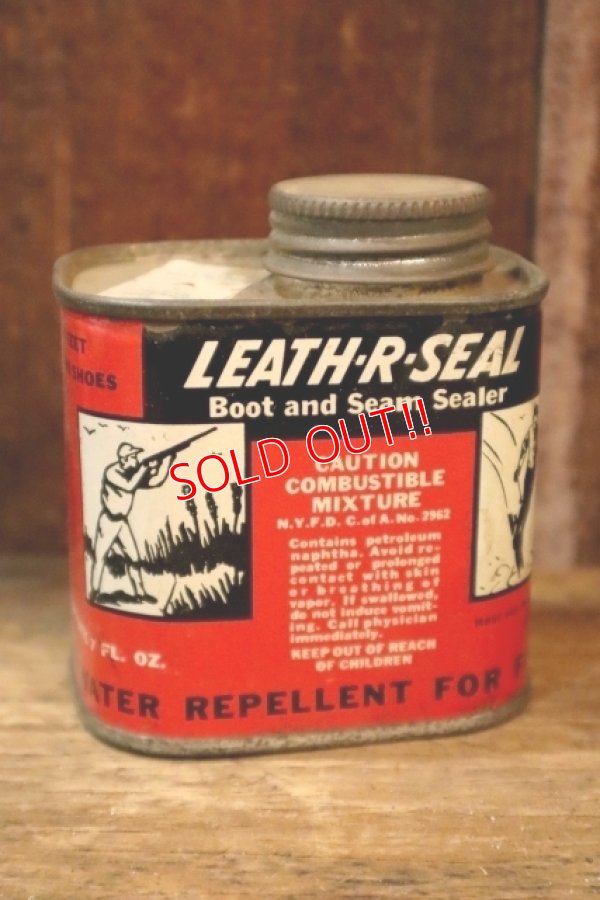 LEATH·R·SEAL
Boot and Seam Sealer
SHOES
SOLD OUT!!
CAUTION
COMBUSTIBLE
MIXTURE
N.Y.F.D. C. of A. No. 2962
Contains petroleum
naphtha. Avoid re-
peated or prolonged
contact with skin
or breathing of
vapor. If swallowed,
do not induce vomit-
ing. Call physician
immediately.
KEEP OUT OF REACH
OF CHILDREN
7 FL. OZ.
WATER REPELLENT FOR